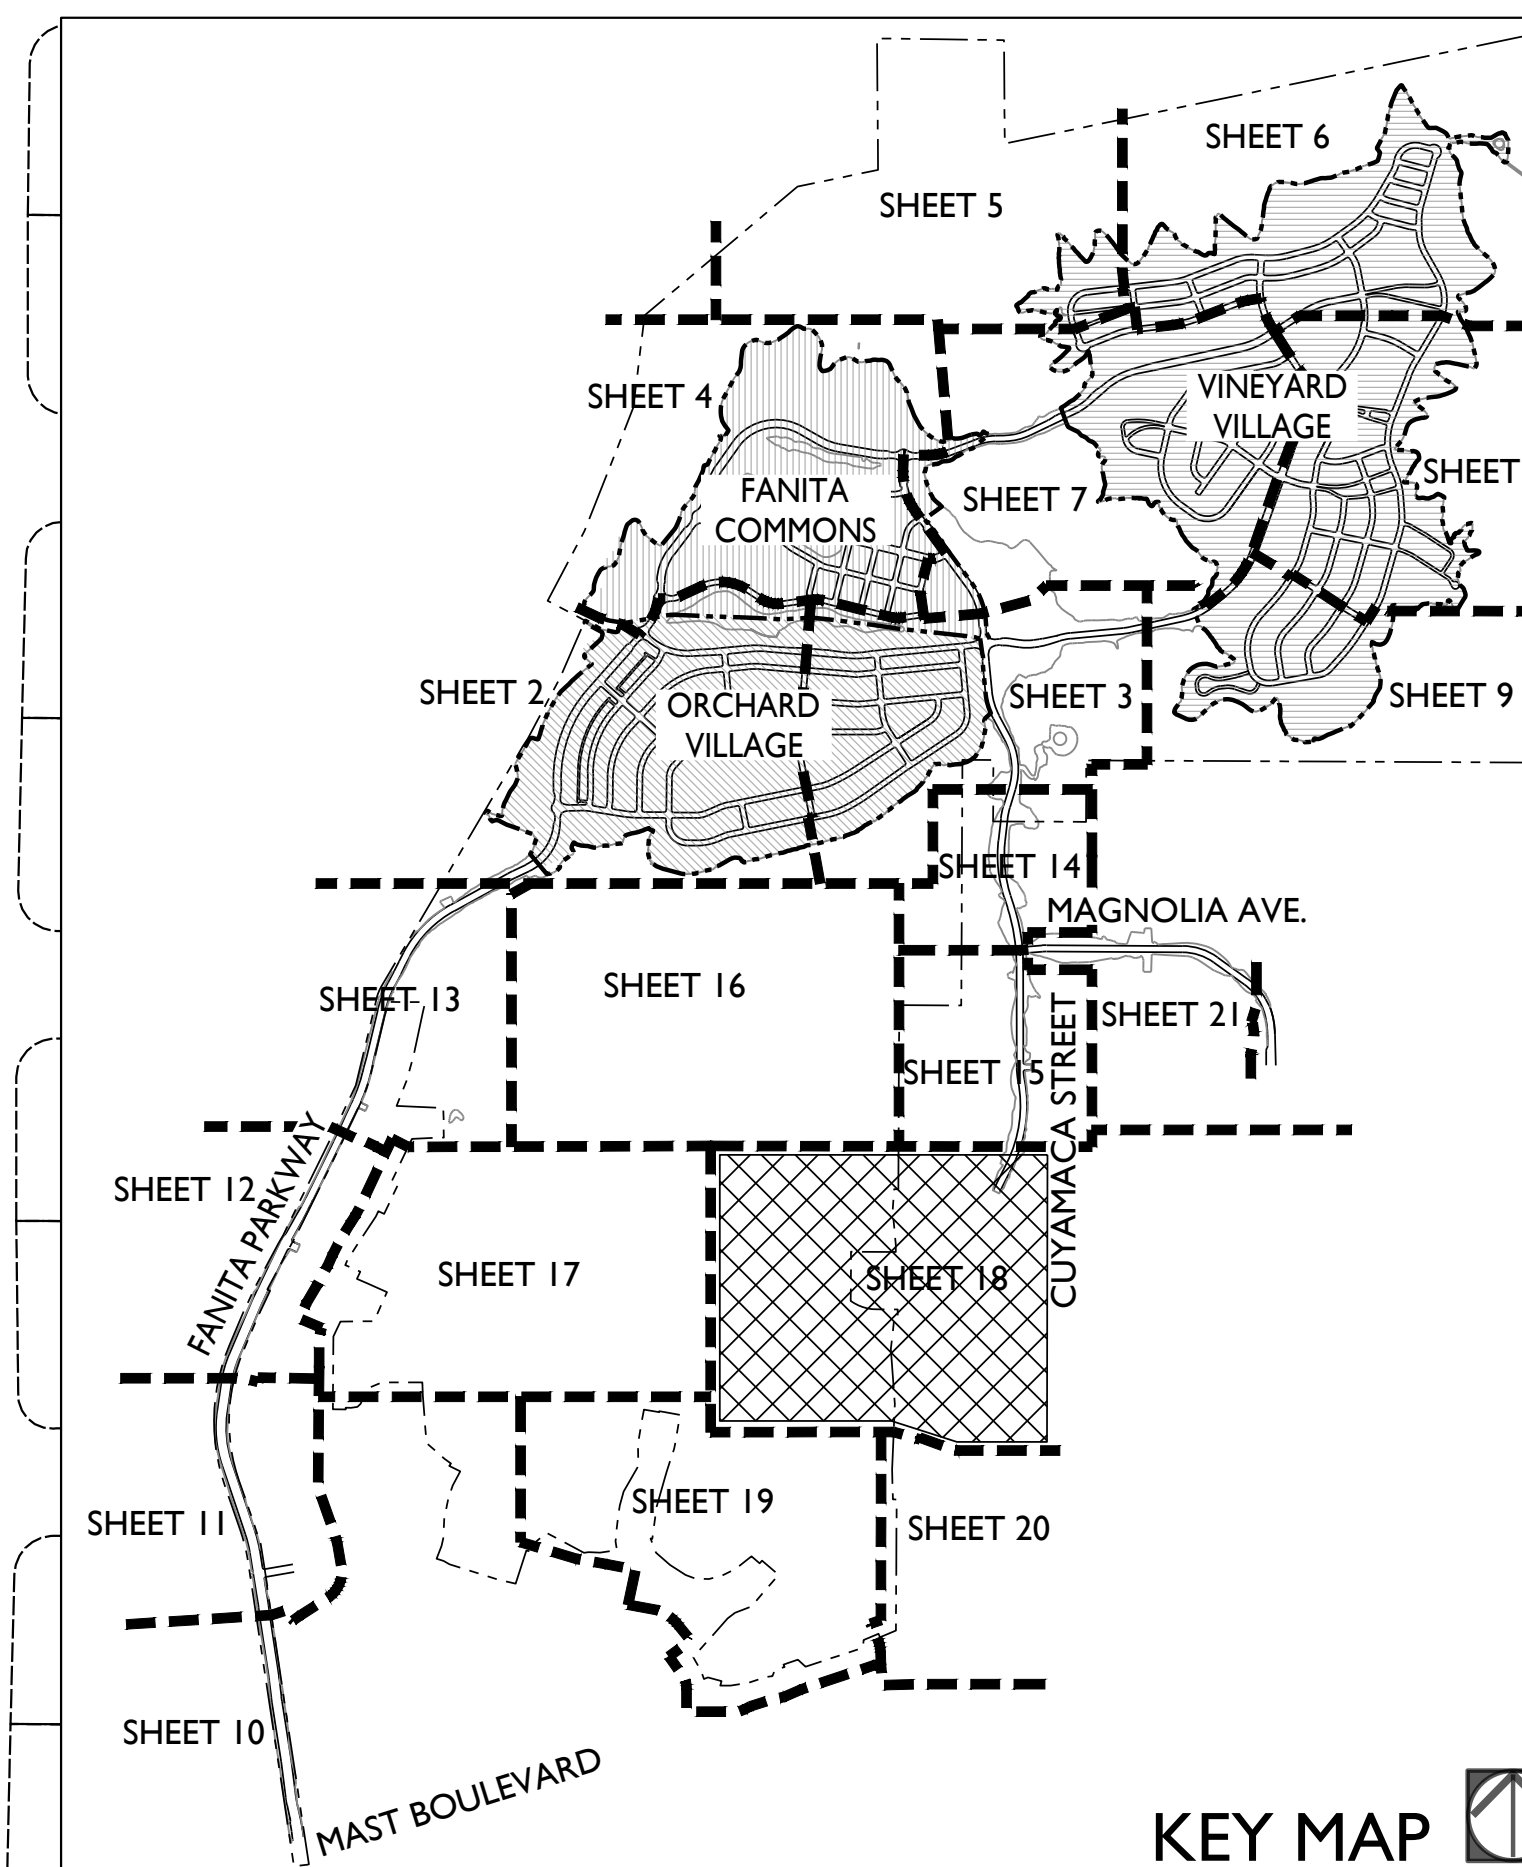 SHEET 6
SHEET 5
SHEET 4
VINEYARD
VILLAGE
SHEET
FANITA
COMMONS
SHEET 7
SHEET 2
ORCHARD
VILLAGE
SHEET 3
SHEET 9
SHEET 14
MAGNOLIA AVE.
SHEET 13
SHEET 16
SHEET 21
SHEET 15
CUYAMACA STREET
SHEET 12
FANITA PARKWAY
SHEET 17
SHEET 18
SHEET 11
SHEET 19
SHEET 20
SHEET 10
MAST BOULEVARD
KEY MAP